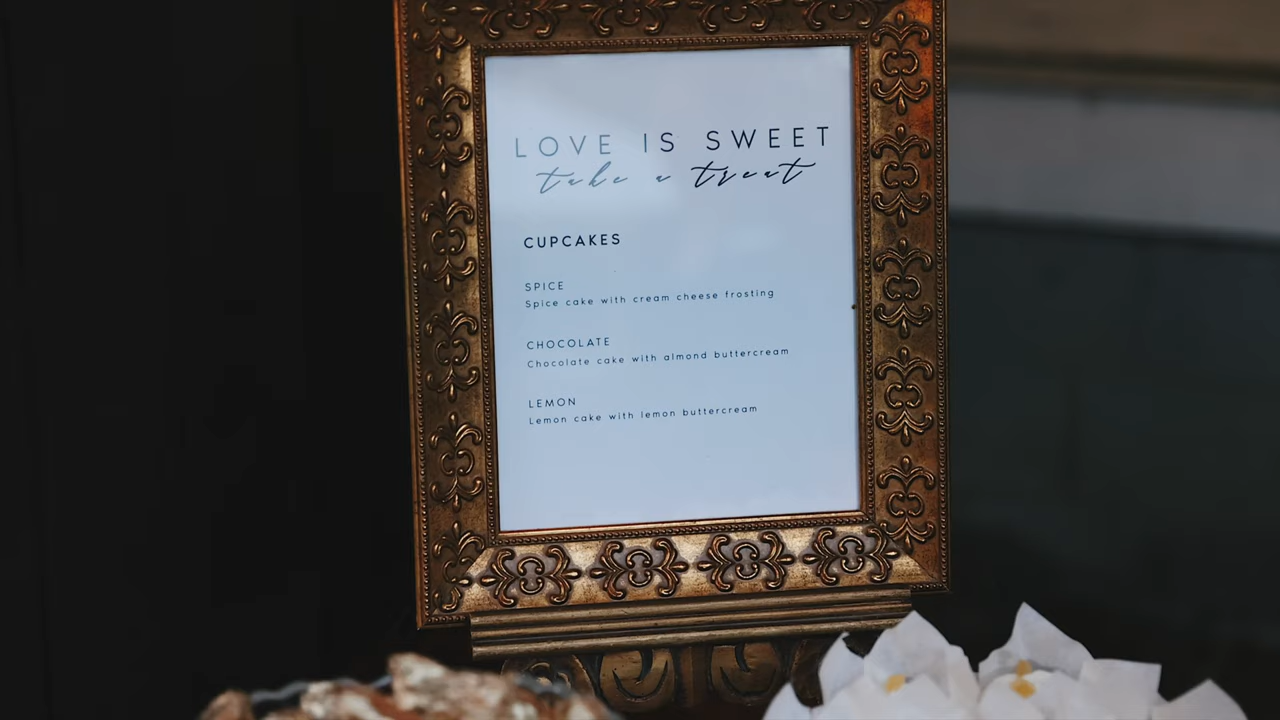 LOVE IS SWEET
take a treat
CUPCAKES
SPICE
Spice cake with cream cheese frosting
CHOCOLATE
Chocolate cake with almond buttercream
LEMON
Lemon cake with lemon buttercream